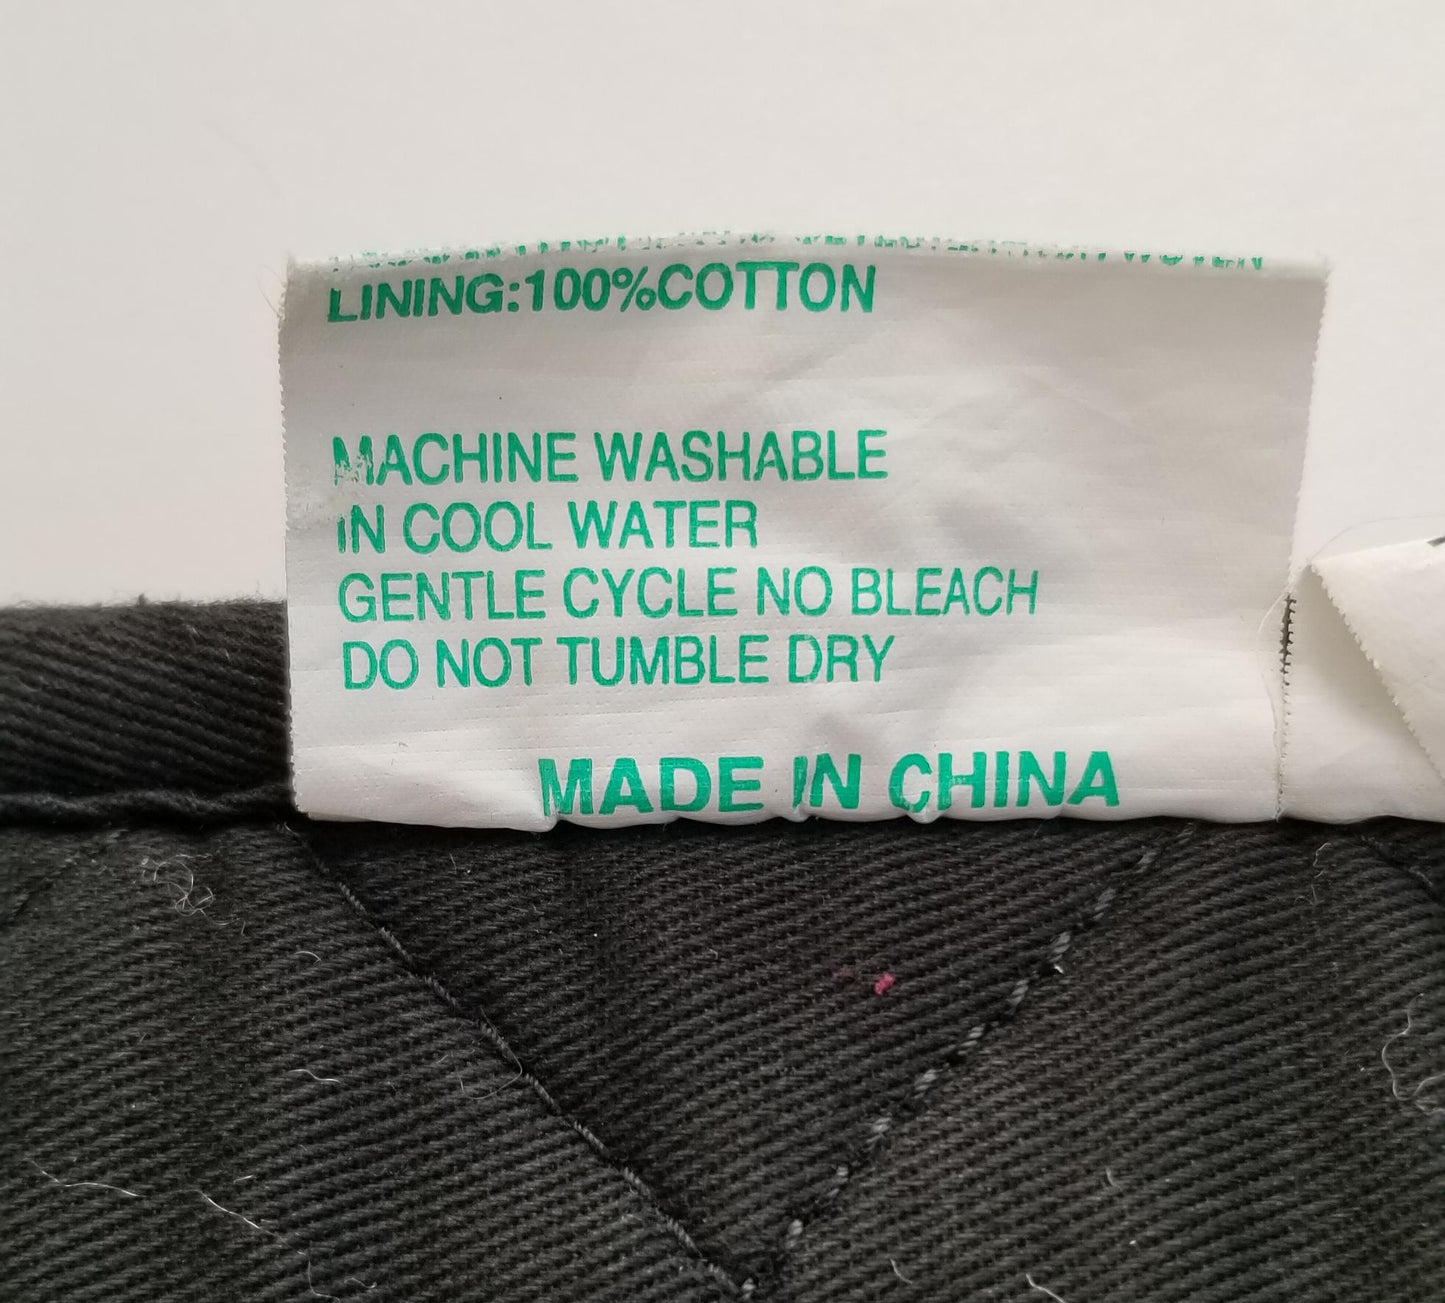 LINING:100%COTTON
MACHINE WASHABLE
IN COOL WATER
GENTLE CYCLE NO BLEACH
DO NOT TUMBLE DRY
MADE IN CHINA